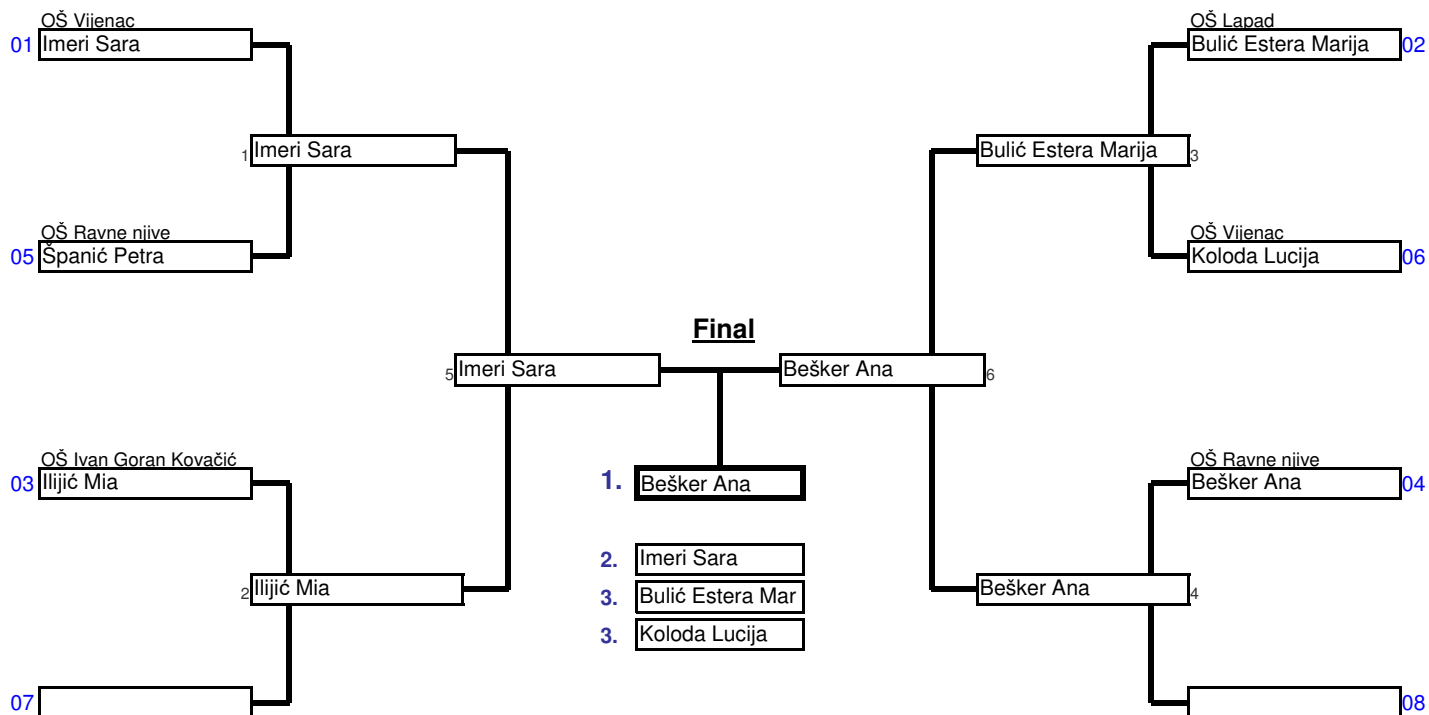 OŠ Vijenac
01 Imeri Sara
OŠ Lapad
Bulić Estera Marija 02
1 Imeri Sara
Bulić Estera Marija 3
OŠ Ravne njive
05 Španić Petra
OŠ Vijenac
Koloda Lucija 06
Final
5 Imeri Sara
Bešker Ana 6
OŠ Ivan Goran Kovačić
03 Ilijić Mia
1. Bešker Ana
OŠ Ravne njive
Bešker Ana 04
2. Imeri Sara
2 Ilijić Mia
3. Bulić Estera Mar
Bešker Ana 4
3. Koloda Lucija
07
08